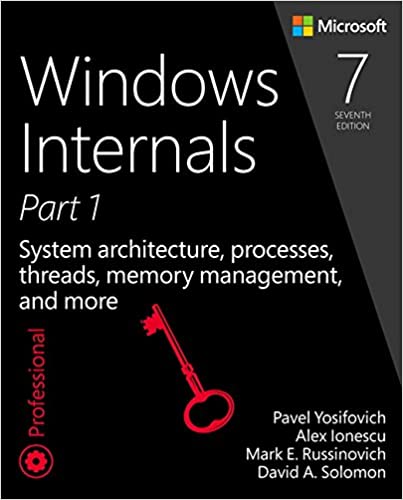 Microsoft
Windows
Internals
7
SEVENTH
EDITION
Part 1
System architecture, processes,
threads, memory management,
and more
Professional
Pavel Yosifovich
Alex Ionescu
Mark E. Russinovich
David A. Solomon